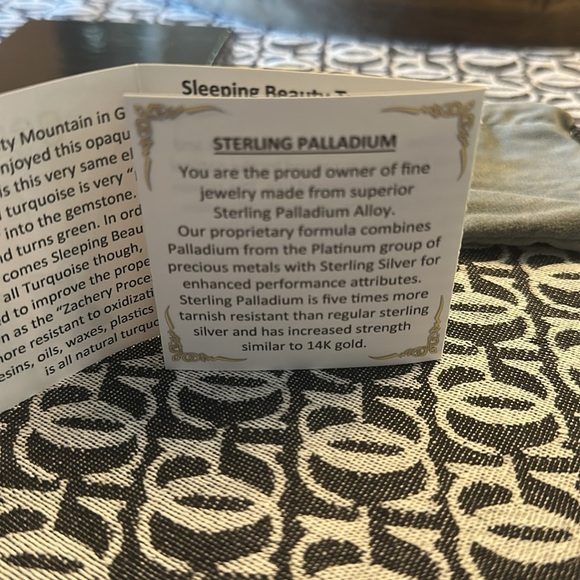 Sleeping Beauty
ty Mountain in G
njoyed this opaqu
s this very same el
turquoise is very "
into the gemstone.
nd turns green. In ord
comes Sleeping Beau
all Turquoise though,
d to improve the prope
n as the "Zachery Proce
more resistant to oxidizati
esins, oils, waxes, plastics
is all natural turquo
STERLING PALLADIUM
You are the proud owner of fine
jewelry made from superior
Sterling Palladium Alloy.
Our proprietary formula combines
Palladium from the Platinum group of
precious metals with Sterling Silver for
enhanced performance attributes.
Sterling Palladium is five times more
tarnish resistant than regular sterling
silver and has increased strength
similar to 14K gold.